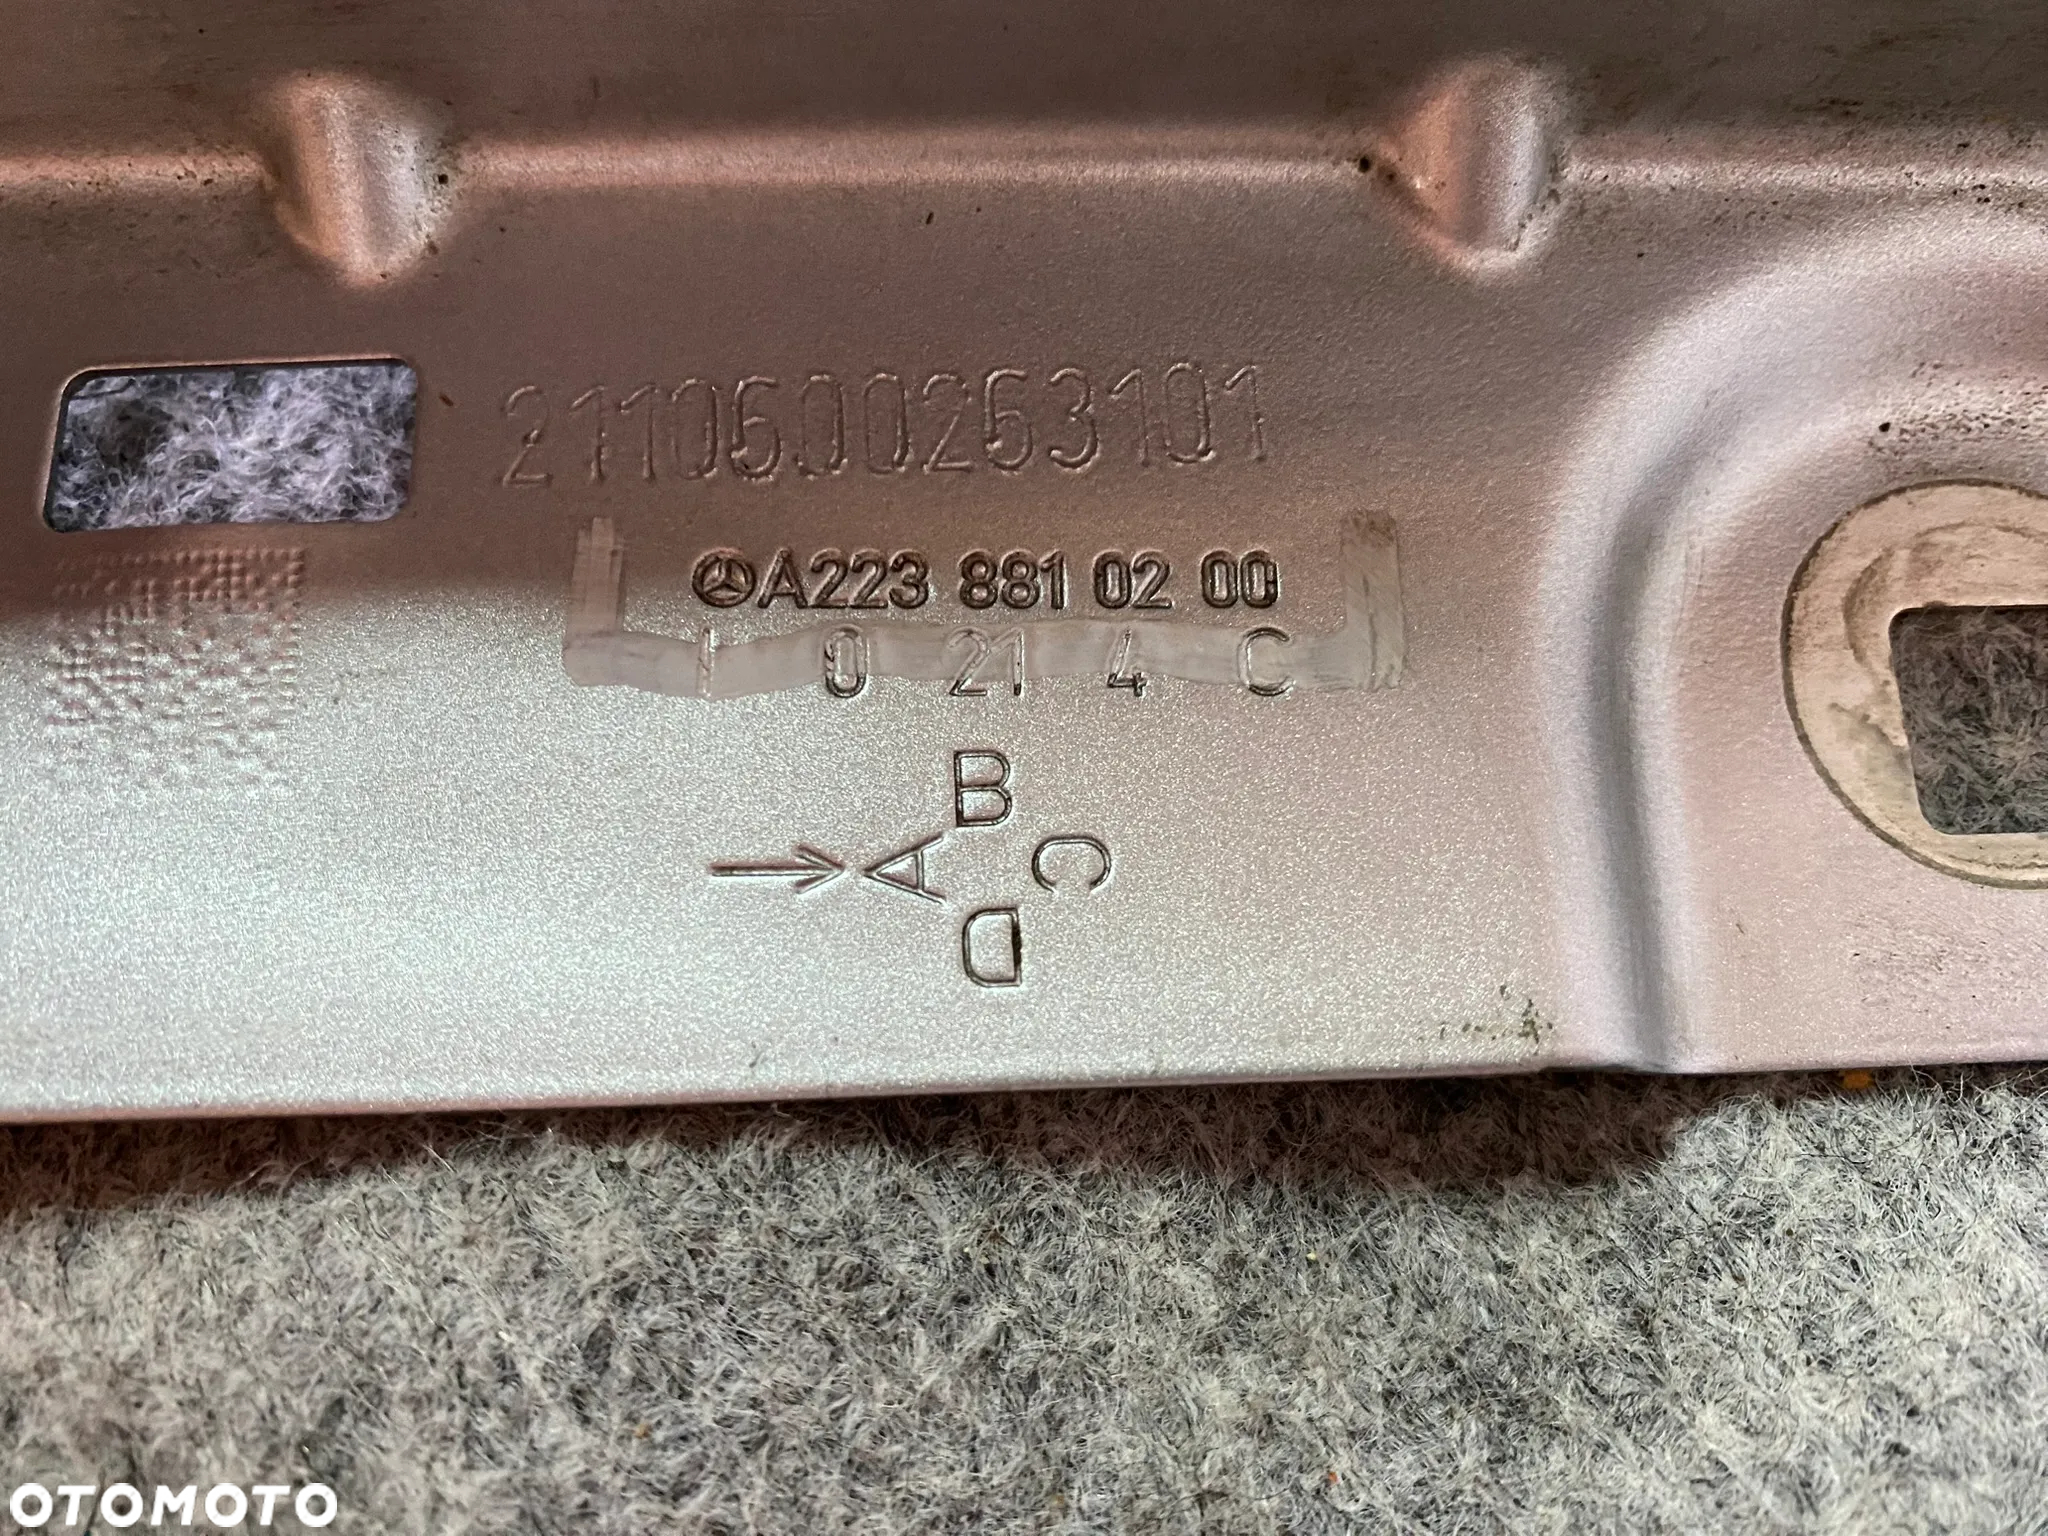 2110600263101
A223 881 02 00
I 0 21 4 C
B
→ A C
D
OTOMOTO